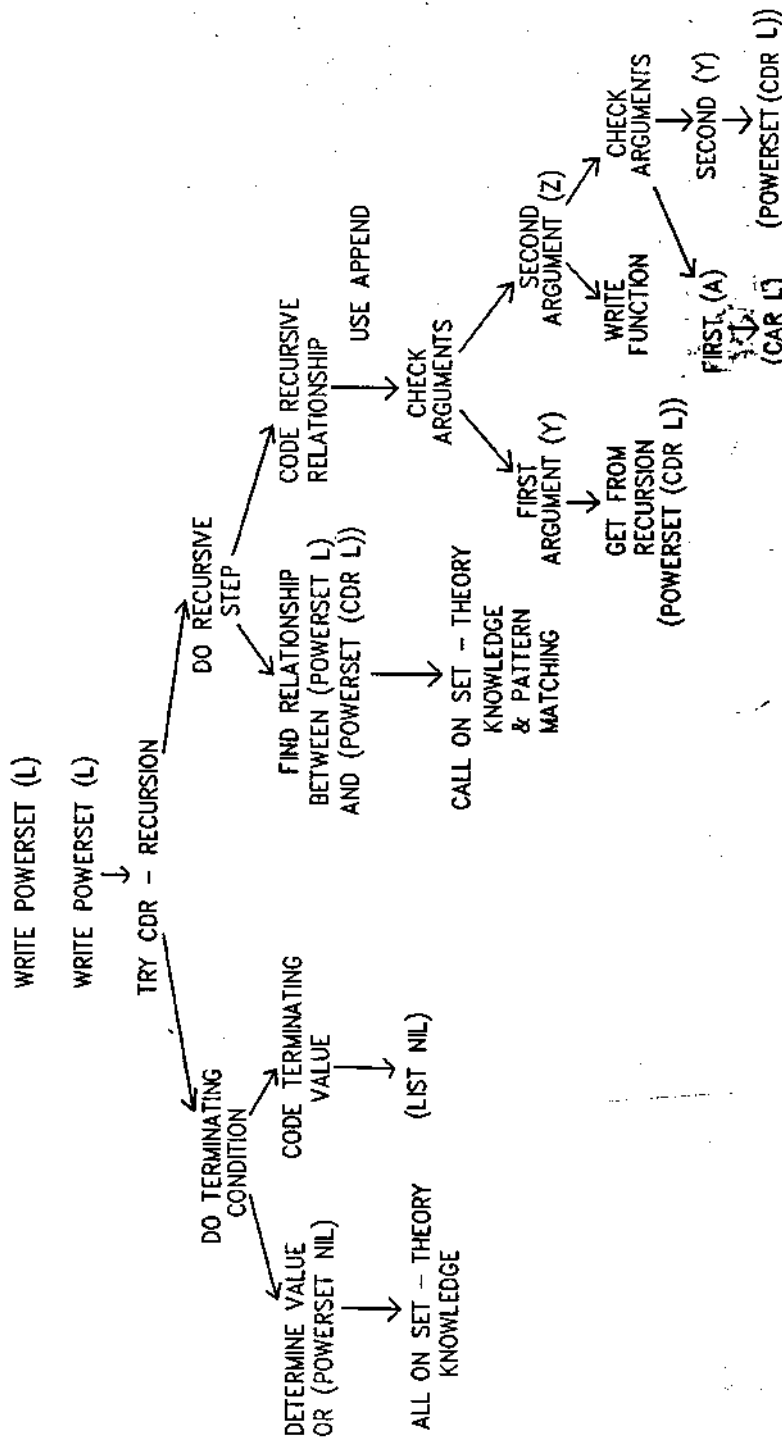 WRITE POWERSET (L)
WRITE POWERSET (L)
TRY CDR - RECURSION
DO TERMINATING
CONDITION
DO RECURSIVE
STEP
DETERMINE VALUE
OR (POWERSET NIL)
CODE TERMINATING
VALUE
FIND RELATIONSHIP
BETWEEN (POWERSET L)
AND (POWERSET (CDR L))
CODE RECURSIVE
RELATIONSHIP
USE APPEND
ALL ON SET - THEORY
KNOWLEDGE
(LIST NIL)
CALL ON SET - THEORY
KNOWLEDGE
& PATTERN
MATCHING
CHECK
ARGUMENTS
FIRST
ARGUMENT (Y)
SECOND
ARGUMENT (Z)
GET FROM
RECURSION
(POWERSET (CDR L))
WRITE
FUNCTION
CHECK
ARGUMENTS
FIRST (A)
SECOND (Y)
(CAR L)
(POWERSET (CDR L))